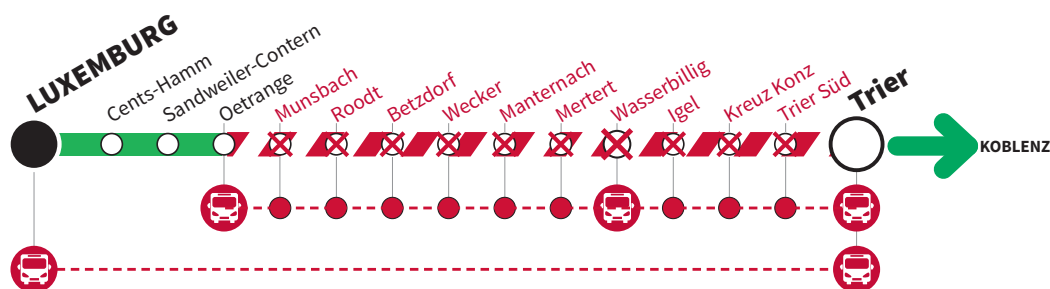 LUXEMBURG
Cents-Hamm
Sandweiler-Contern
Oetrange
Munsbach
Roodt
Betzdorf
Wecker
Manternach
Mertert
Wasserbillig
Igel
Kreuz Konz
Trier Süd
Trier
KOBLENZ